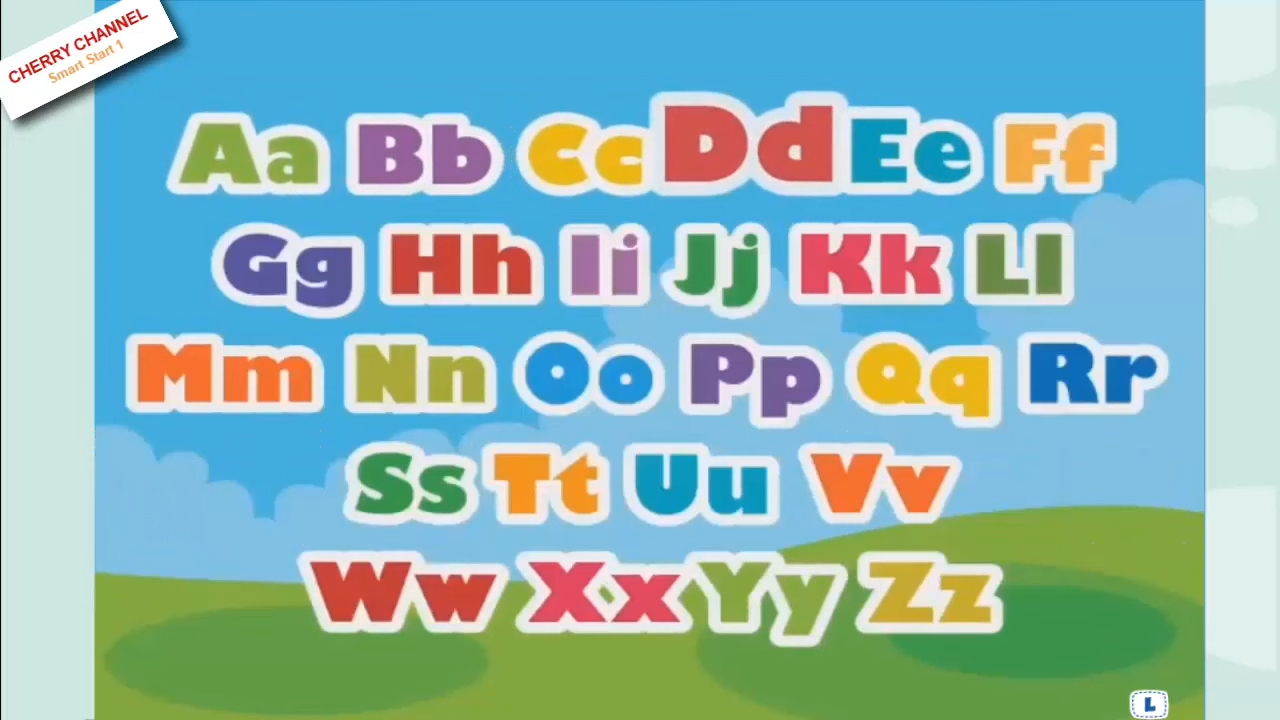 CHERRY CHANNEL
Smart Start 1
Aa Bb Cc Dd Ee Ff
Gg Hh Ii Jj Kk Ll
Mm Nn Oo Pp Qq Rr
Ss Tt Uu Vv
Ww Xx Yy Zz
L